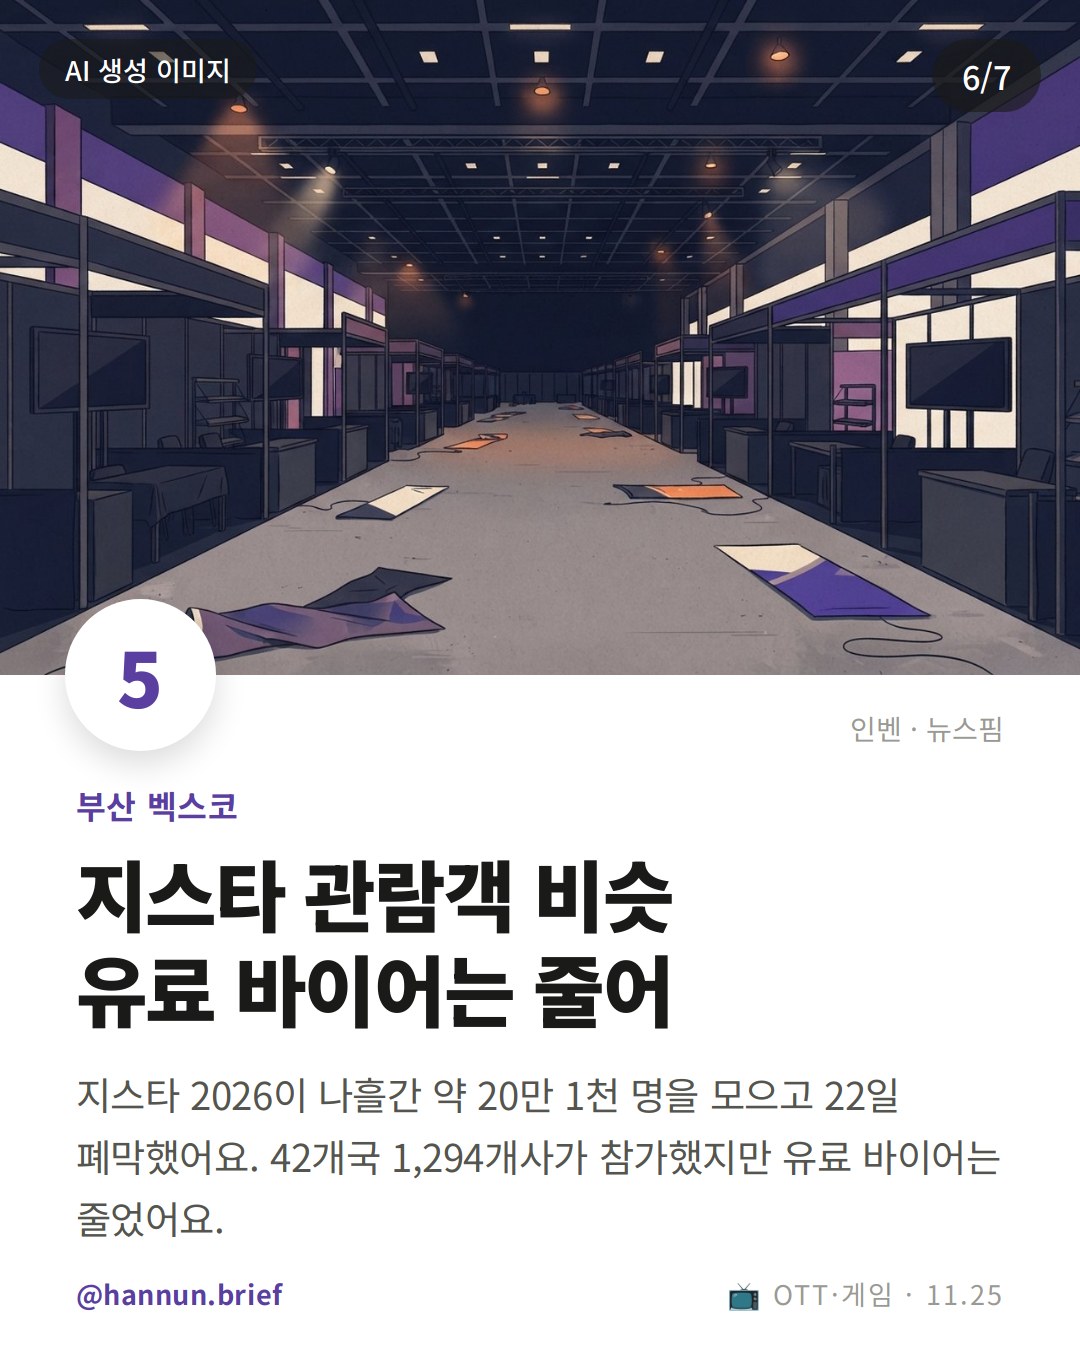 AI 생성 이미지
6/7
5
인벤 · 뉴스핌
부산 벡스코
지스타 관람객 비슷
유료 바이어는 줄어
지스타 2026이 나흘간 약 20만 1천 명을 모으고 22일
폐막했어요. 42개국 1,294개사가 참가했지만 유료 바이어는
줄었어요.
@hannun.brief
📺 OTT·게임 · 11.25